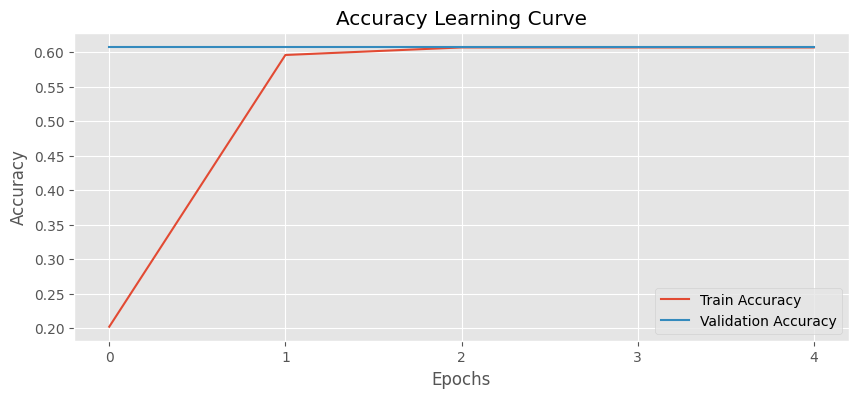 Accuracy Learning Curve
Accuracy
0.60
0.55
0.50
0.45
0.40
0.35
0.30
0.25
0.20
Train Accuracy
Validation Accuracy
0 1 2 3 4
Epochs